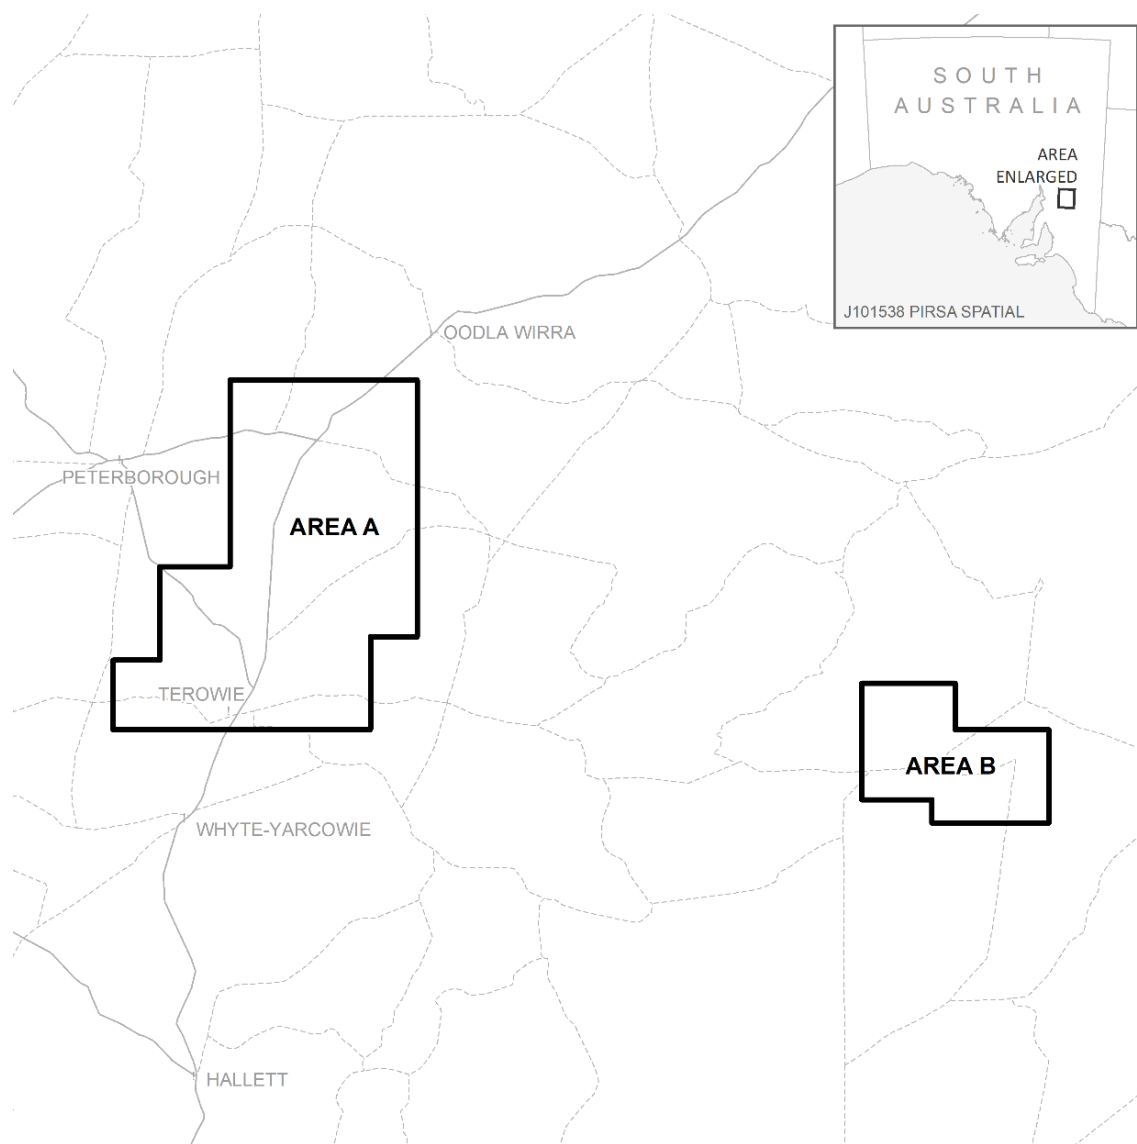 SOUTH
AUSTRALIA
AREA
ENLARGED
J101538 PIRSA SPATIAL
OODLA WIRRA
PETERBOROUGH
AREA A
TEROWIE
AREA B
WHYTE-YARCOWIE
HALLETT